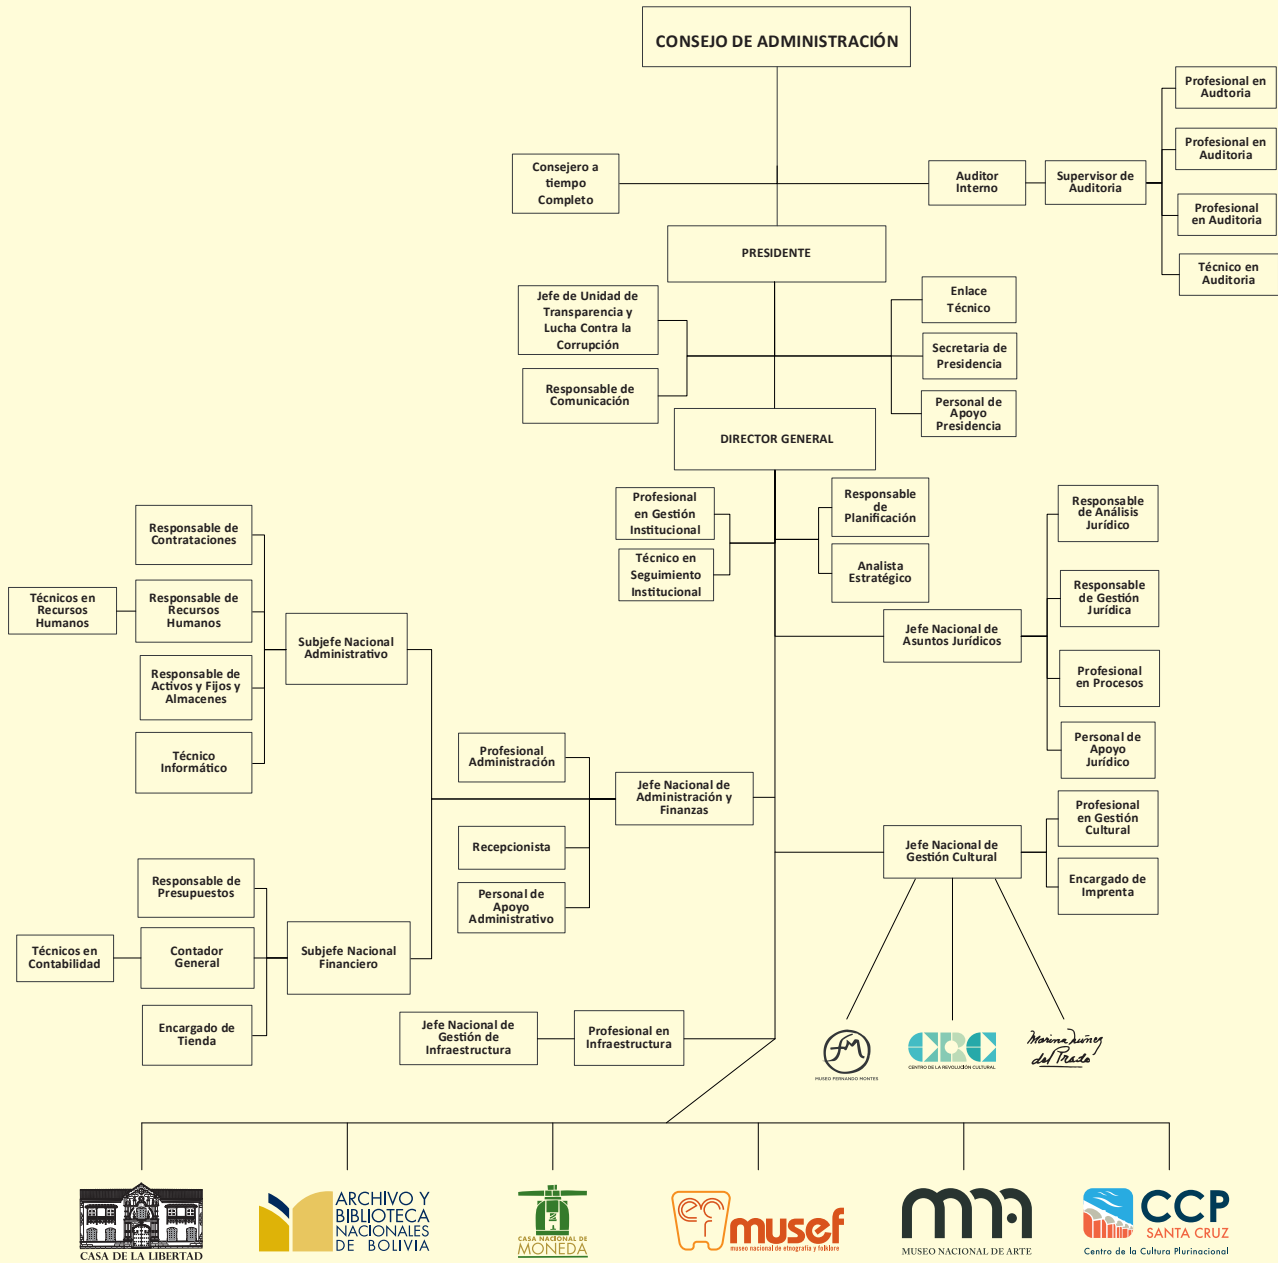 CONSEJO DE ADMINISTRACIÓN
Profesional en
Audtoria
Profesional en
Auditoria
Consejero a
tiempo
Completo
Auditor
Interno
Supervisor de
Auditoria
Profesional
en Auditoria
Técnico en
Auditoria
PRESIDENTE
Jefe de Unidad de
Transparencia y
Lucha Contra la
Corrupción
Enlace
Técnico
Secretaria de
Presidencia
Responsable de
Comunicación
Personal de
Apoyo
Presidencia
DIRECTOR GENERAL
Profesional
en Gestión
Institucional
Responsable
de
Planificación
Técnico en
Seguimiento
Institucional
Analista
Estratégico
Responsable
de Análisis
Jurídico
Responsable
de Gestión
Jurídica
Jefe Nacional de
Asuntos Jurídicos
Profesional
en Procesos
Personal de
Apoyo
Jurídico
Responsable de
Contrataciones
Técnicos en
Recursos
Humanos
Responsable de
Recursos
Humanos
Subjefe Nacional
Administrativo
Responsable de
Activos y Fijos y
Almacenes
Técnico
Informático
Profesional
Administración
Jefe Nacional de
Administración y
Finanzas
Recepcionista
Personal de
Apoyo
Administrativo
Profesional
en Gestión
Cultural
Jefe Nacional de
Gestión Cultural
Encargado de
Imprenta
Responsable de
Presupuestos
Técnicos en
Contabilidad
Contador
General
Subjefe Nacional
Financiero
Encargado de
Tienda
Jefe Nacional de
Gestión de
Infraestructura
Profesional en
Infraestructura
fm
MUSEO FERNANDO MONTES
CRC
CENTRO DE LA REVOLUCIÓN CULTURAL
Marina Núñez
del Prado
CASA DE LA LIBERTAD
ARCHIVO Y
BIBLIOTECA
NACIONALES
DE BOLIVIA
CASA NACIONAL DE
MONEDA
musef
museo nacional de etnografía y folklore
mna
MUSEO NACIONAL DE ARTE
CCP
SANTA CRUZ
Centro de la Cultura Plurinacional